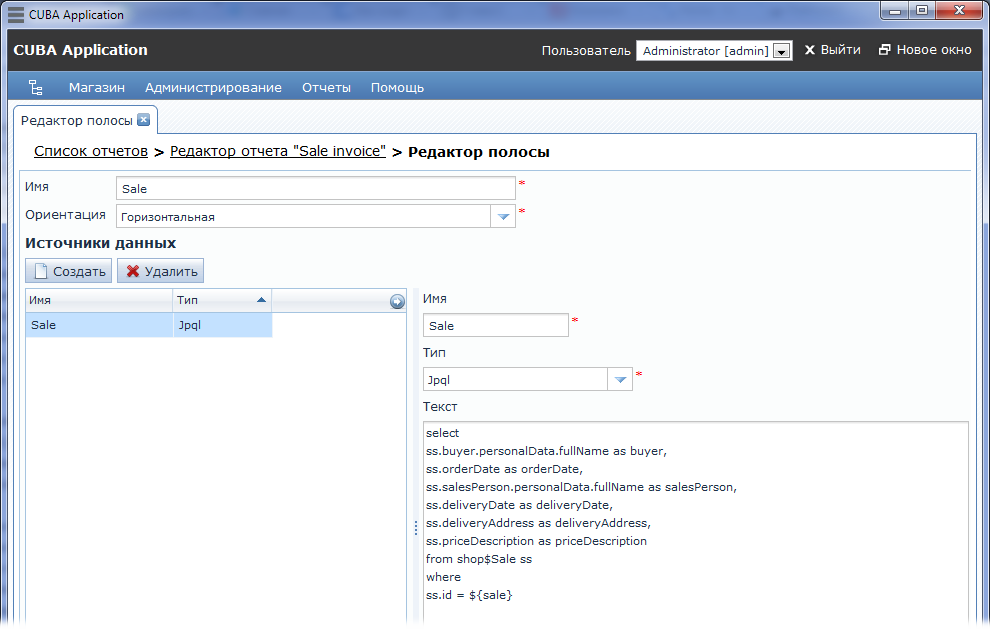 CUBA Application
CUBA Application
Пользователь Administrator [admin] Выйти Новое окно
Магазин Администрирование Отчеты Помощь
Редактор полосы
Список отчетов > Редактор отчета "Sale invoice" > Редактор полосы
Имя Sale *
Ориентация Горизонтальная *
Источники данных
Создать Удалить
Имя Тип
Sale Jpql
Имя
Sale *
Тип
Jpql *
Текст
select
ss.buyer.personalData.fullName as buyer,
ss.orderDate as orderDate,
ss.salesPerson.personalData.fullName as salesPerson,
ss.deliveryDate as deliveryDate,
ss.deliveryAddress as deliveryAddress,
ss.priceDescription as priceDescription
from shop$Sale ss
where
ss.id = ${sale}